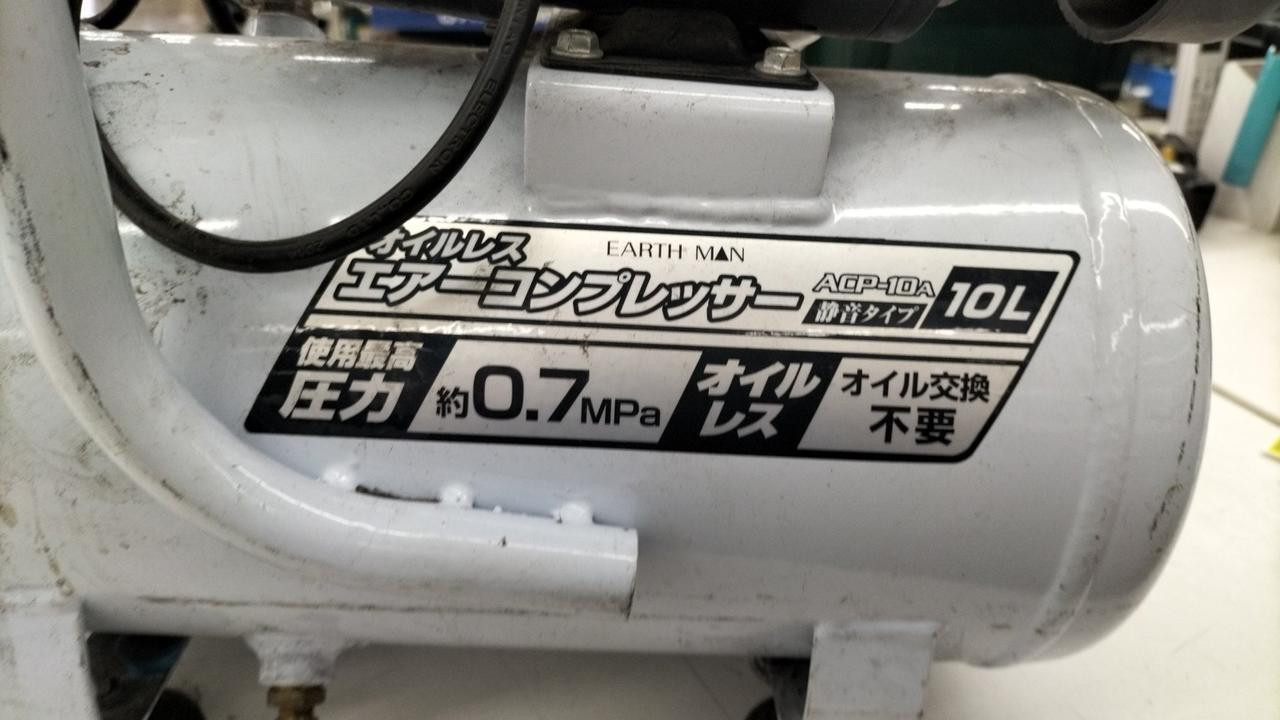 オイルレス
EARTH MAN
エアーコンプレッサー
ACP-10A
静音タイプ
10L
使用最高
圧力
約0.7MPa
オイル
レス
オイル交換
不要
ELECTRON